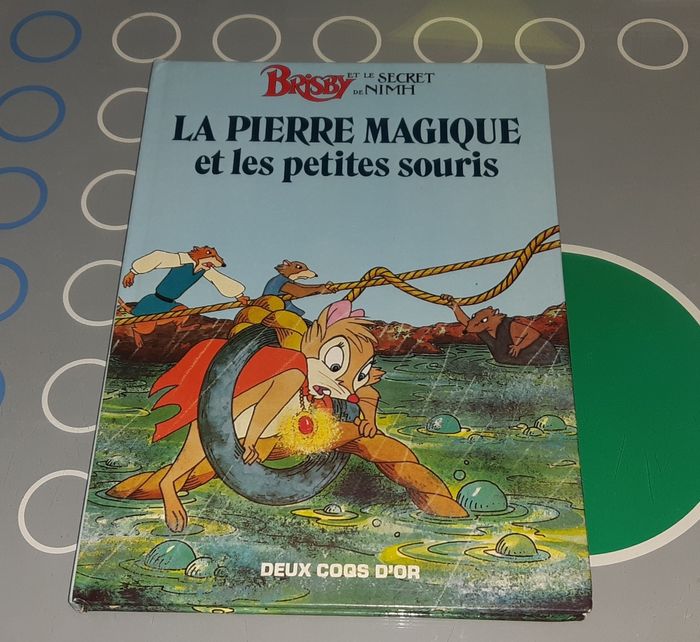 BRISBY ET LE SECRET
DE NIMH
LA PIERRE MAGIQUE
et les petites souris
DEUX COQS D'OR